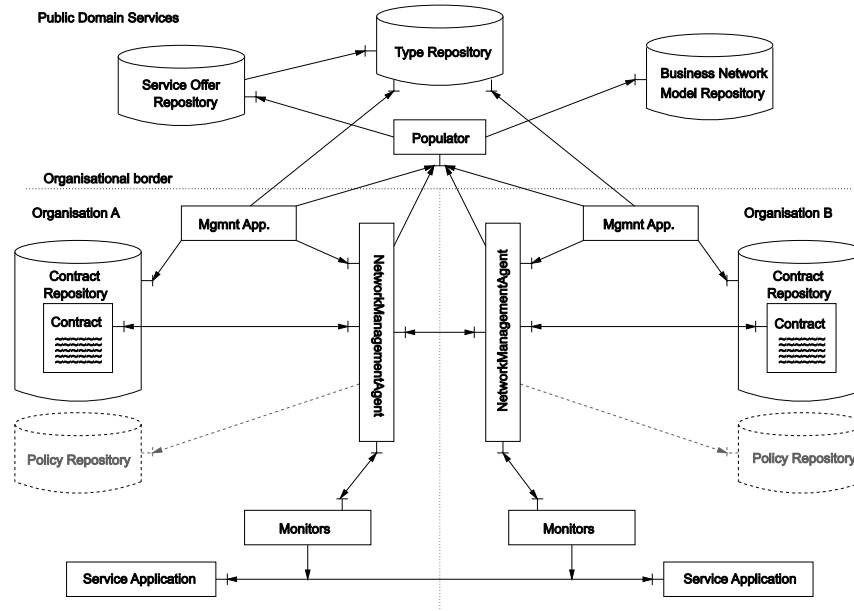 Public Domain Services
Type Repository
Service Offer
Repository
Business Network
Model Repository
Populator
Organisational border
Organisation A
Mgmnt App.
Mgmnt App.
Organisation B
Contract
Repository
Contract
NetworkManagementAgent
NetworkManagementAgent
Contract
Repository
Contract
Policy Repository
Policy Repository
Monitors
Monitors
Service Application
Service Application